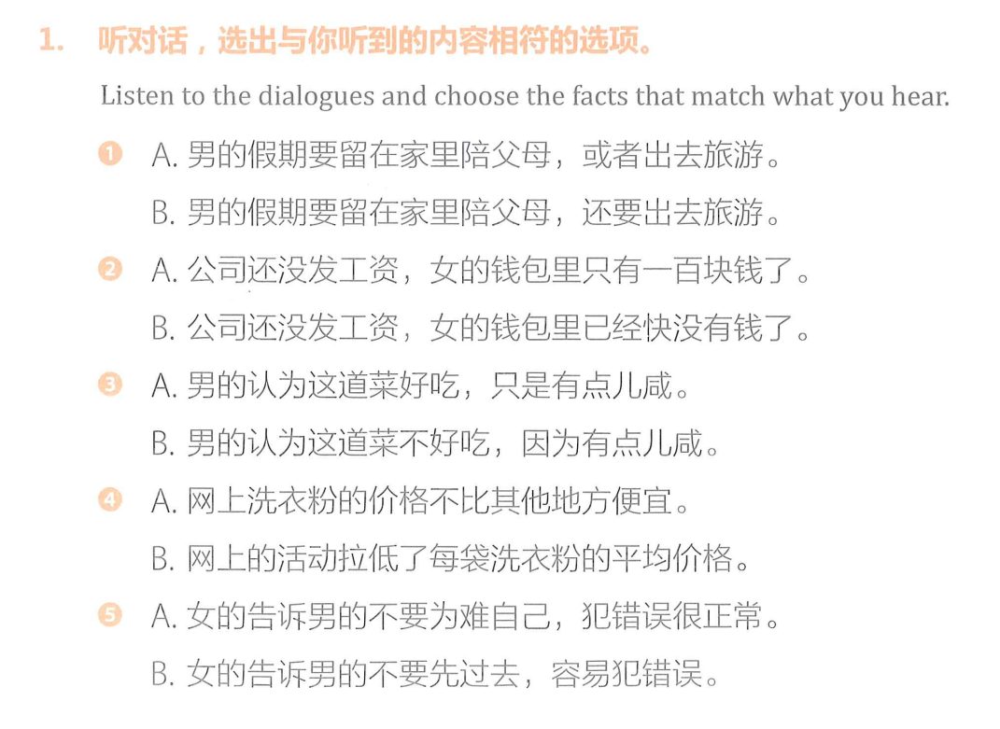 1. 听对话，选出与你听到的内容相符的选项。
Listen to the dialogues and choose the facts that match what you hear.
1 A. 男的假期要留在家里陪父母，或者出去旅游。
B. 男的假期要留在家里陪父母，还要出去旅游。
2 A. 公司还没发工资，女的钱包里只有一百块钱了。
B. 公司还没发工资，女的钱包里已经快没有钱了。
3 A. 男的认为这道菜好吃，只是有点儿咸。
B. 男的认为这道菜不好吃，因为有点儿咸。
4 A. 网上洗衣粉的价格不比其他地方便宜。
B. 网上的活动拉低了每袋洗衣粉的平均价格。
5 A. 女的告诉男的不要为难自己，犯错误很正常。
B. 女的告诉男的不要先过去，容易犯错误。